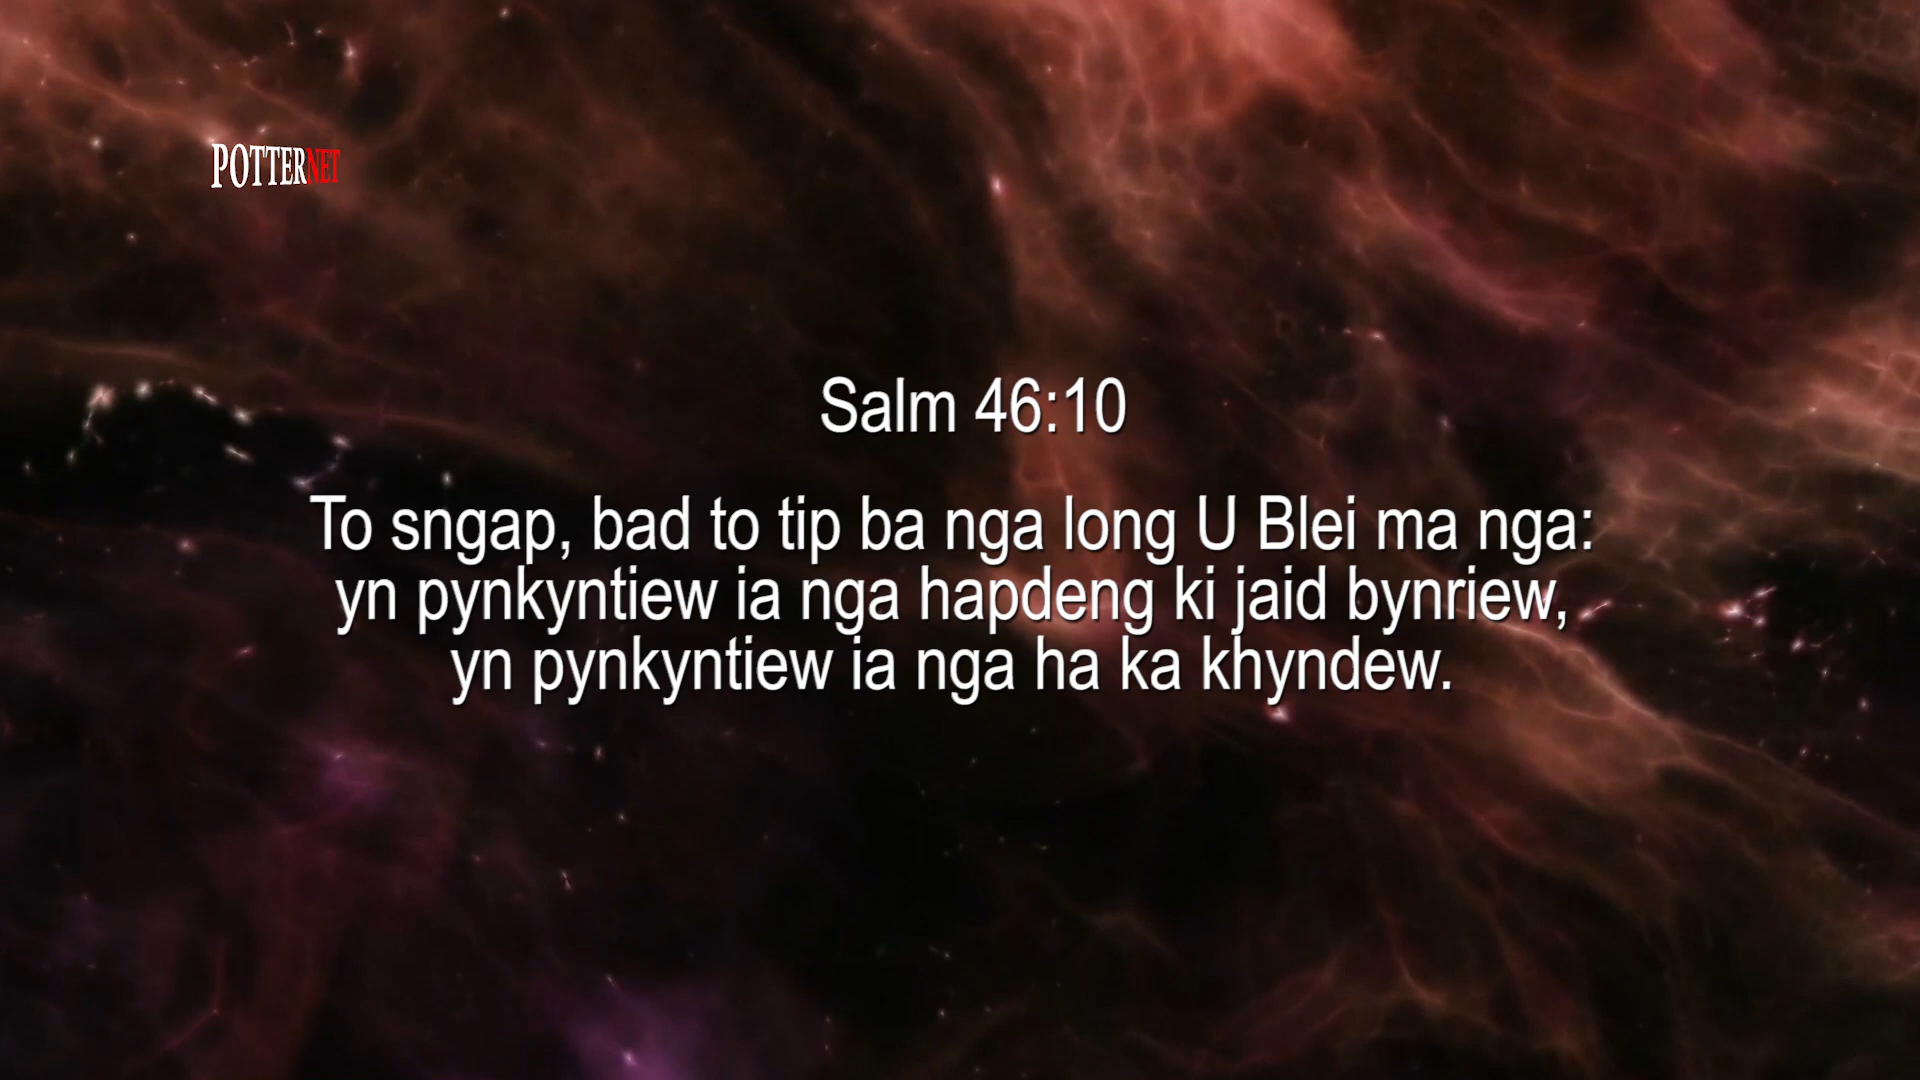 POTTERNET
Salm 46:10
To sngap, bad to tip ba nga long U Blei ma nga:
yn pynkyntiew ia nga hapdeng ki jaid bynriew,
yn pynkyntiew ia nga ha ka khyndew.